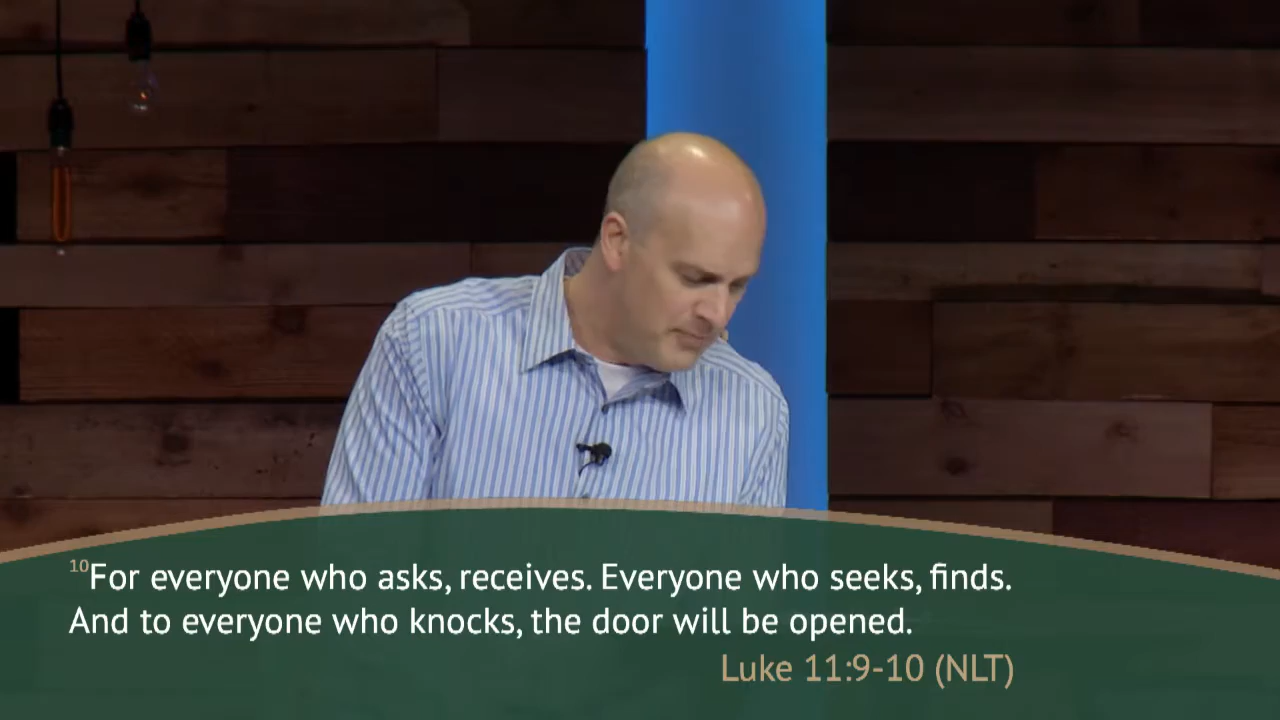 10For everyone who asks, receives. Everyone who seeks, finds.
And to everyone who knocks, the door will be opened.
Luke 11:9-10 (NLT)